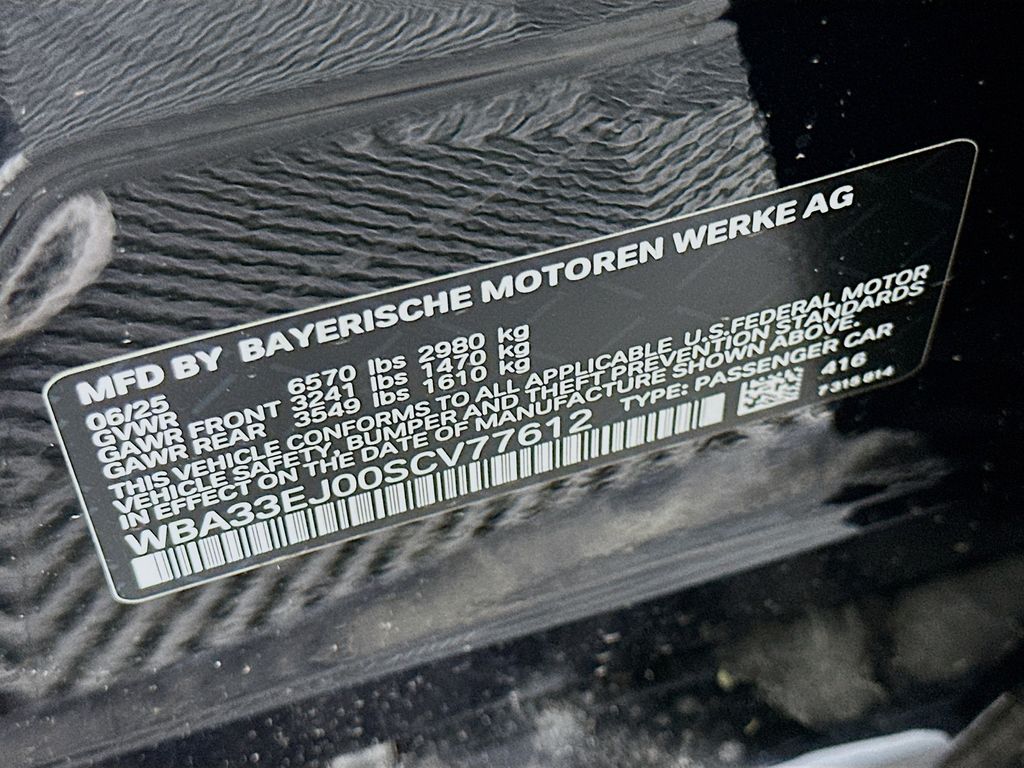 MFD BY BAYERISCHE MOTOREN WERKE AG
06/25
GVWR 6570 lbs 2980 kg
GAWR FRONT 3241 lbs 1470 kg
GAWR REAR 3549 lbs 1610 kg
THIS VEHICLE CONFORMS TO ALL APPLICABLE U.S.FEDERAL MOTOR
VEHICLE SAFETY, BUMPER AND THEFT PREVENTION STANDARDS
IN EFFECT ON THE DATE OF MANUFACTURE SHOWN ABOVE.
WBA33EJ00SCV77612 TYPE: PASSENGER CAR
416
7 316 614